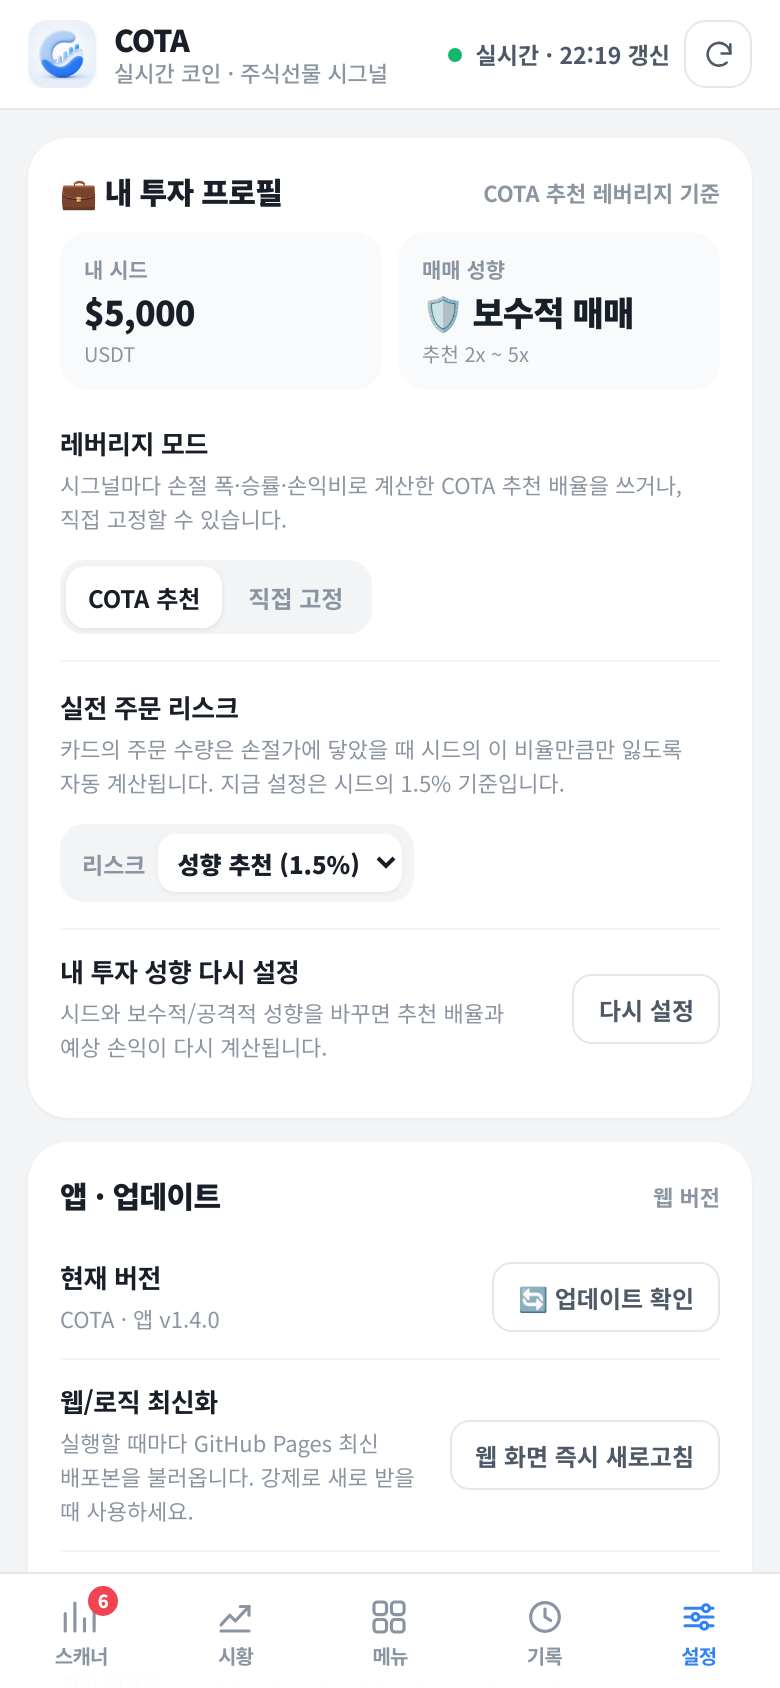 COTA
실시간 코인 · 주식선물 시그널
실시간 · 22:19 갱신
내 투자 프로필
COTA 추천 레버리지 기준
내 시드
$5,000
USDT
매매 성향
보수적 매매
추천 2x ~ 5x
레버리지 모드
시그널마다 손절 폭·승률·손익비로 계산한 COTA 추천 배율을 쓰거나,
직접 고정할 수 있습니다.
COTA 추천
직접 고정
실전 주문 리스크
카드의 주문 수량은 손절가에 닿았을 때 시드의 이 비율만큼만 잃도록
자동 계산됩니다. 지금 설정은 시드의 1.5% 기준입니다.
리스크
성향 추천 (1.5%)
내 투자 성향 다시 설정
시드와 보수적/공격적 성향을 바꾸면 추천 배율과
예상 손익이 다시 계산됩니다.
다시 설정
앱 · 업데이트
웹 버전
현재 버전
COTA · 앱 v1.4.0
업데이트 확인
웹/로직 최신화
실행할 때마다 GitHub Pages 최신
배포본을 불러옵니다. 강제로 새로 받을
때 사용하세요.
웹 화면 즉시 새로고침
6
스캐너
시황
메뉴
기록
설정